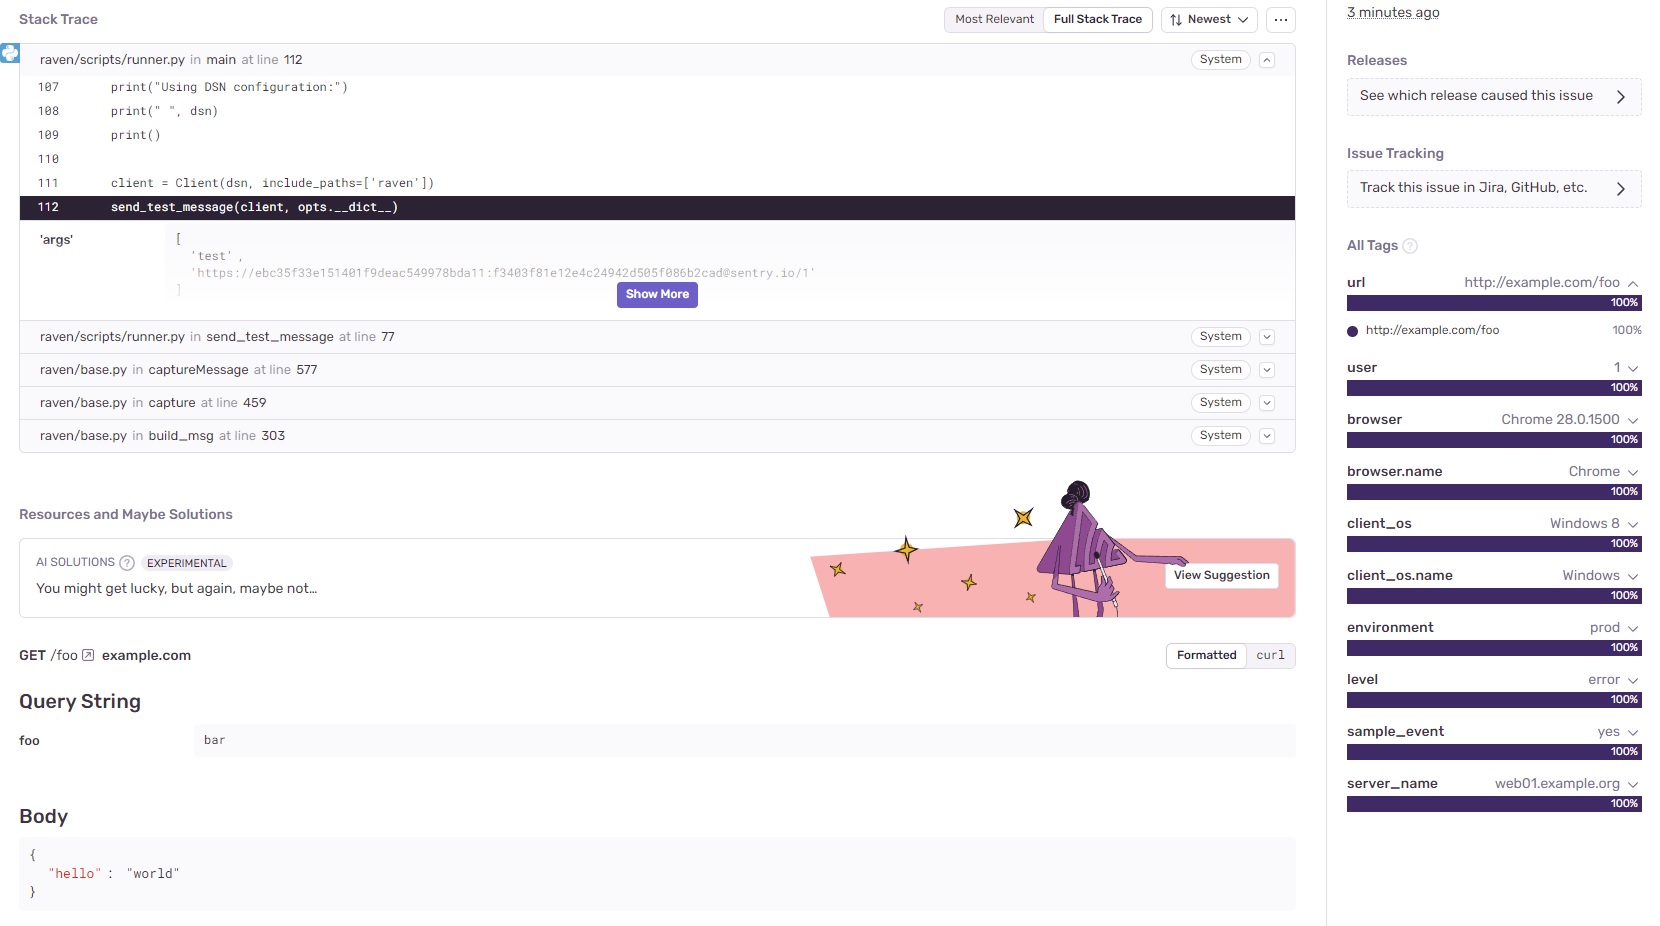 Stack Trace
Most Relevant Full Stack Trace Newest ...
raven/scripts/runner.py in main at line 112 System
107 print("Using DSN configuration:")
108 print(" ", dsn)
109 print()
110
111 client = Client(dsn, include_paths=['raven'])
112 send_test_message(client, opts.__dict__)
'args' [
'test' ,
'https://ebc35f33e151401f9deac549978bda11:f3403f81e12e4c24942d505f086b2cad@sentry.io/1'
]
Show More
raven/scripts/runner.py in send_test_message at line 77 System
raven/base.py in captureMessage at line 577 System
raven/base.py in capture at line 459 System
raven/base.py in build_msg at line 303 System
Resources and Maybe Solutions
AI SOLUTIONS ? EXPERIMENTAL
You might get lucky, but again, maybe not…
View Suggestion
GET /foo example.com
Formatted curl
Query String
foo bar
Body
{
"hello" : "world"
}
3 minutes ago
Releases
See which release caused this issue
Issue Tracking
Track this issue in Jira, GitHub, etc.
All Tags ?
url http://example.com/foo
100%
http://example.com/foo 100%
user 1
100%
browser Chrome 28.0.1500
100%
browser.name Chrome
100%
client_os Windows 8
100%
client_os.name Windows
100%
environment prod
100%
level error
100%
sample_event yes
100%
server_name web01.example.org
100%